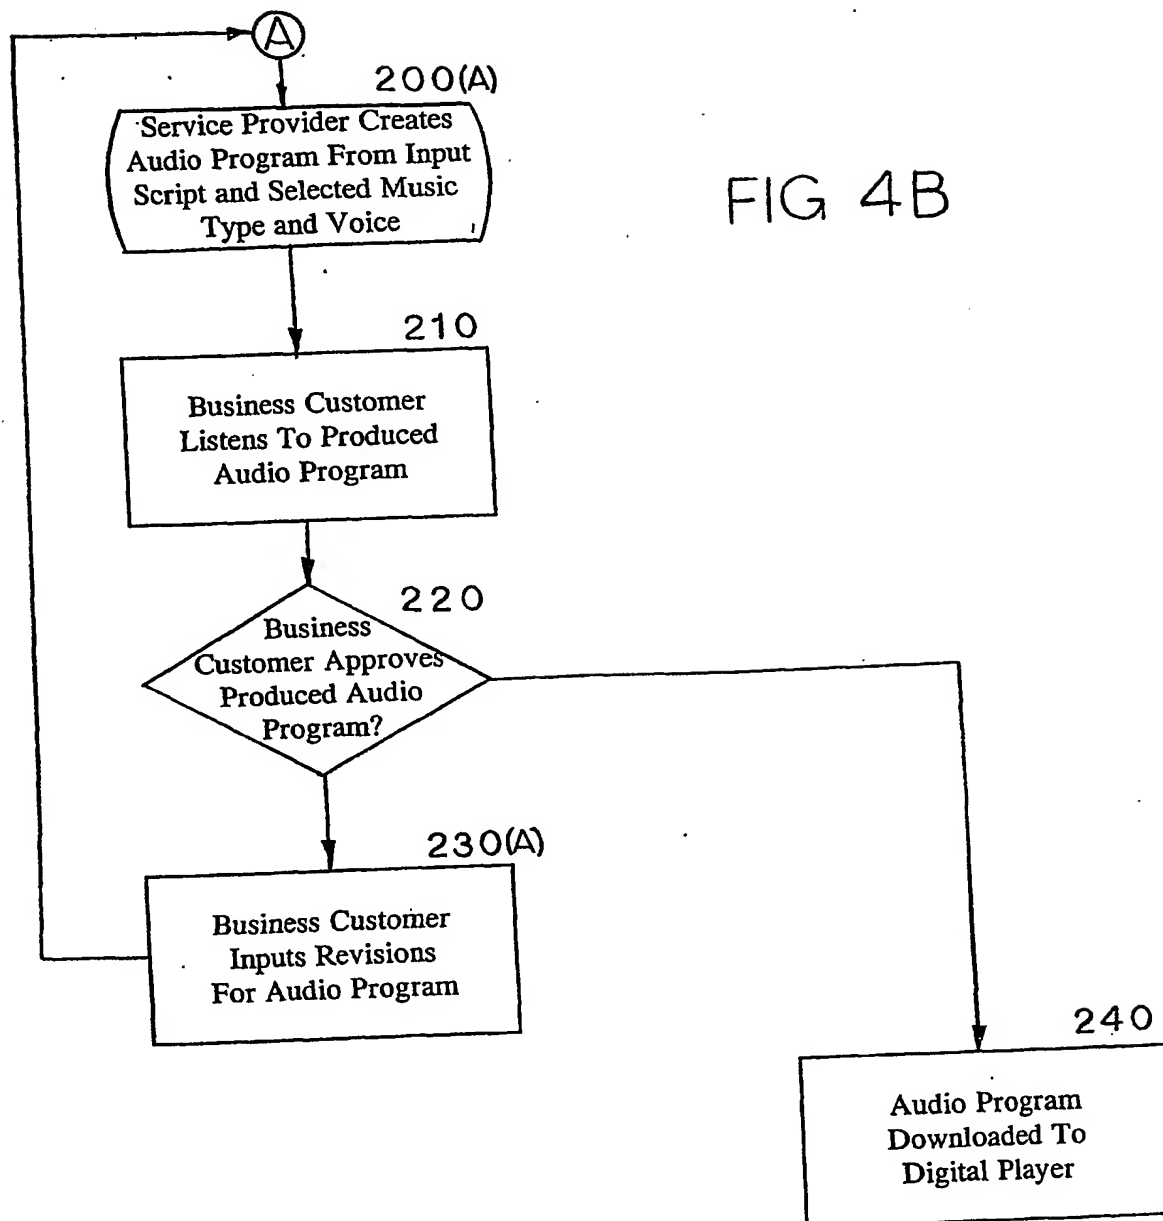 A
200(A)
Service Provider Creates
Audio Program From Input
Script and Selected Music
Type and Voice
FIG 4B
210
Business Customer
Listens To Produced
Audio Program
220
Business
Customer Approves
Produced Audio
Program?
230(A)
Business Customer
Inputs Revisions
For Audio Program
240
Audio Program
Downloaded To
Digital Player